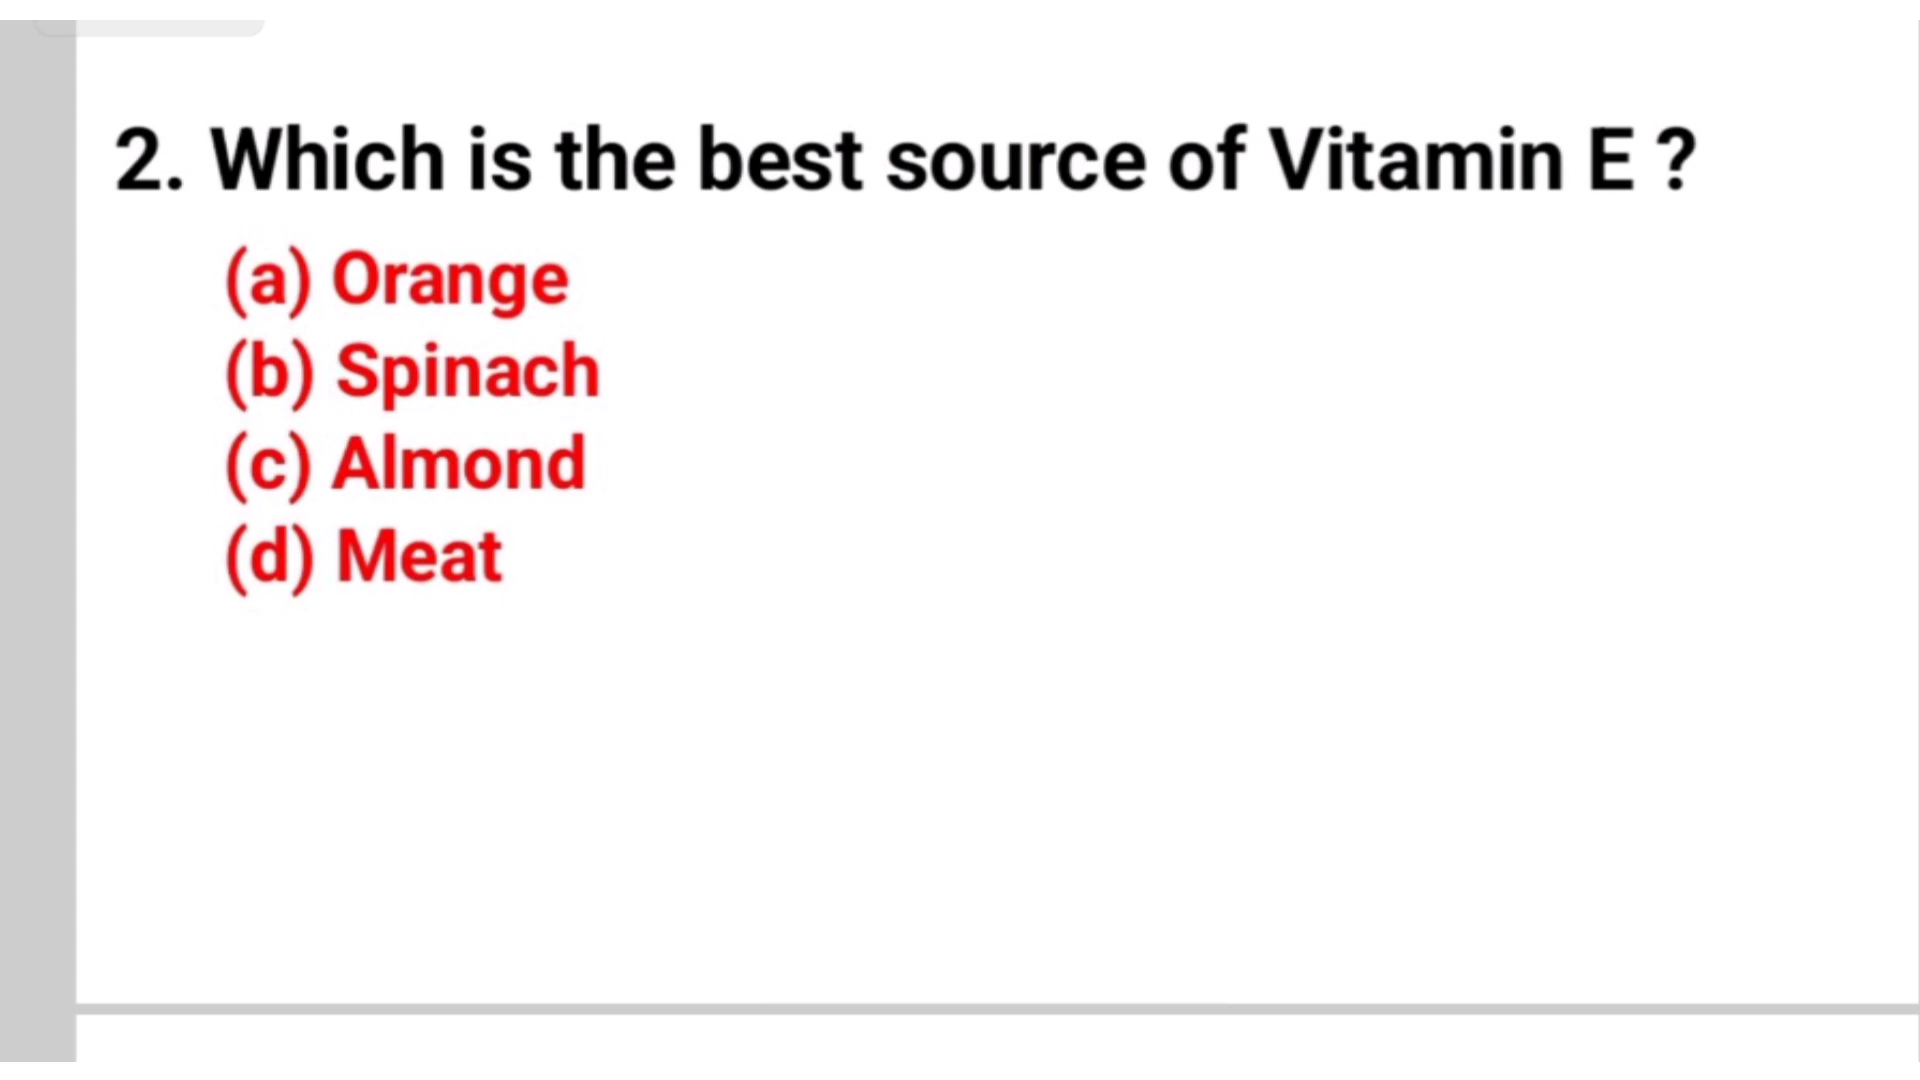 2. Which is the best source of Vitamin E ?
(a) Orange
(b) Spinach
(c) Almond
(d) Meat